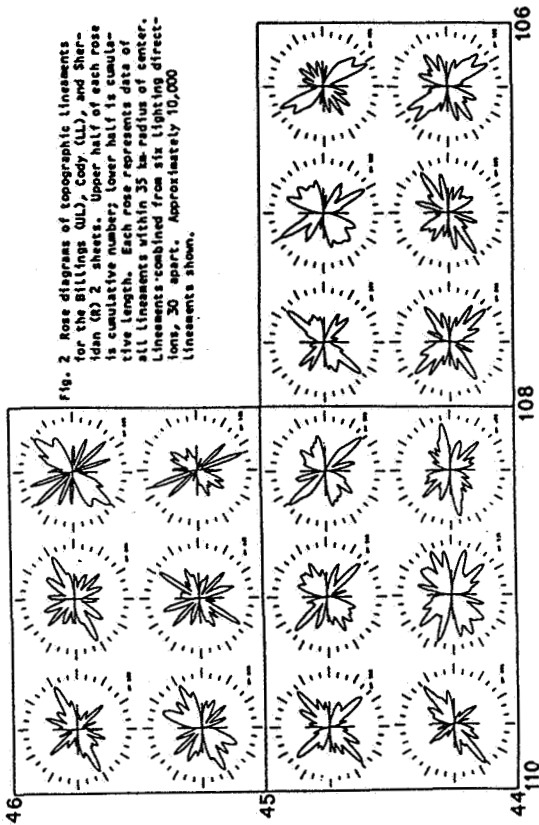 Fig. 2 Rose diagrams of topographic lineaments
for the Billings (UL), Cody (LL), and Sher-
idan (R) 2 sheets. Upper half of each rose
is cumulative number; lower half is cumula-
tive length. Each rose represents data of
all lineaments within 35 km radius of center.
Lineaments combined from six lighting direct-
ions, 30 apart. Approximately 10,000
lineaments shown.
46
45
44
110
108
106